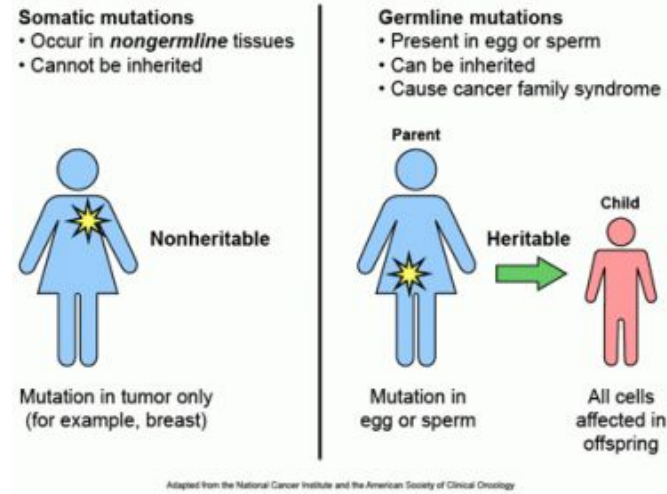 Somatic mutations
• Occur in nongermline tissues
• Cannot be inherited
Nonheritable
Mutation in tumor only
(for example, breast)
Germline mutations
• Present in egg or sperm
• Can be inherited
• Cause cancer family syndrome
Parent
Child
Heritable
Mutation in
egg or sperm
All cells
affected in
offspring
Adapted from the National Cancer Institute and the American Society of Clinical Oncology